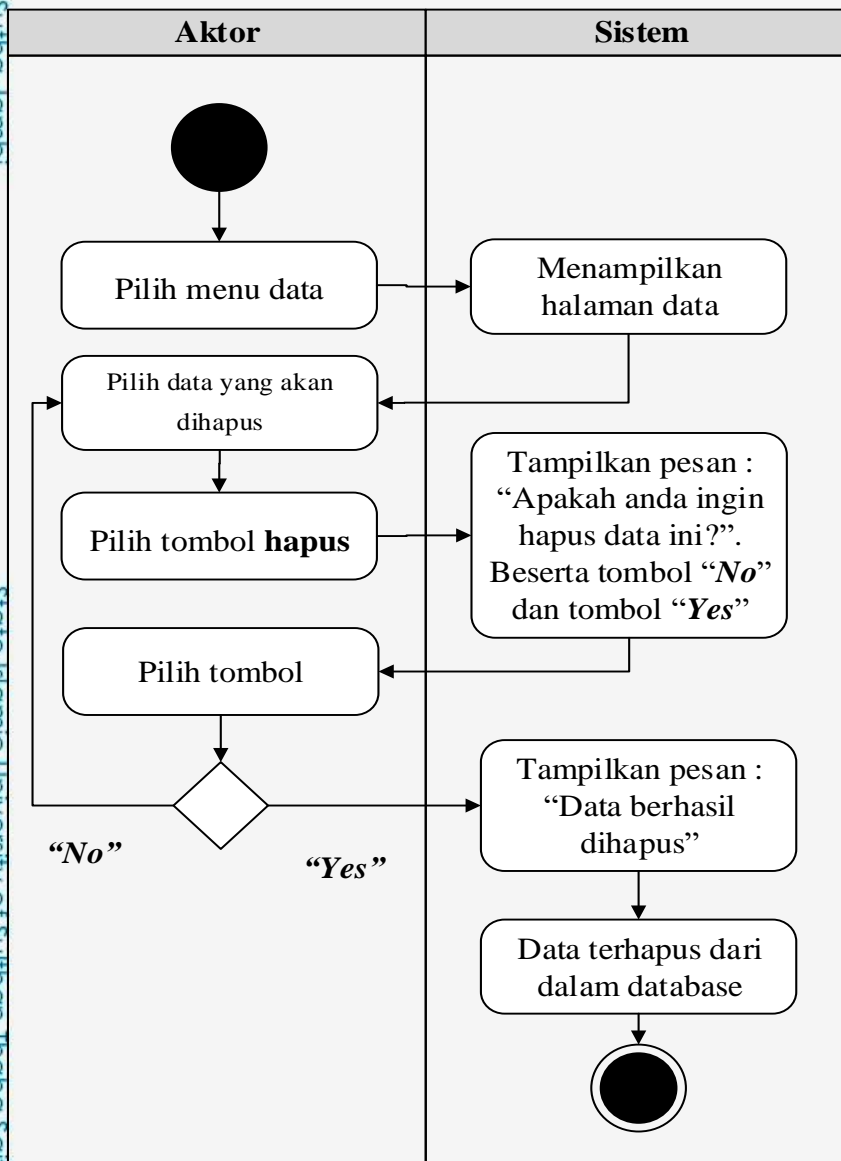 Aktor
Sistem
Pilih menu data
Menampilkan
halaman data
Pilih data yang akan
dihapus
Pilih tombol hapus
Tampilkan pesan :
“Apakah anda ingin
hapus data ini?”.
Beserta tombol “No”
dan tombol “Yes”
Pilih tombol
“No”
“Yes”
Tampilkan pesan :
“Data berhasil
dihapus”
Data terhapus dari
dalam database